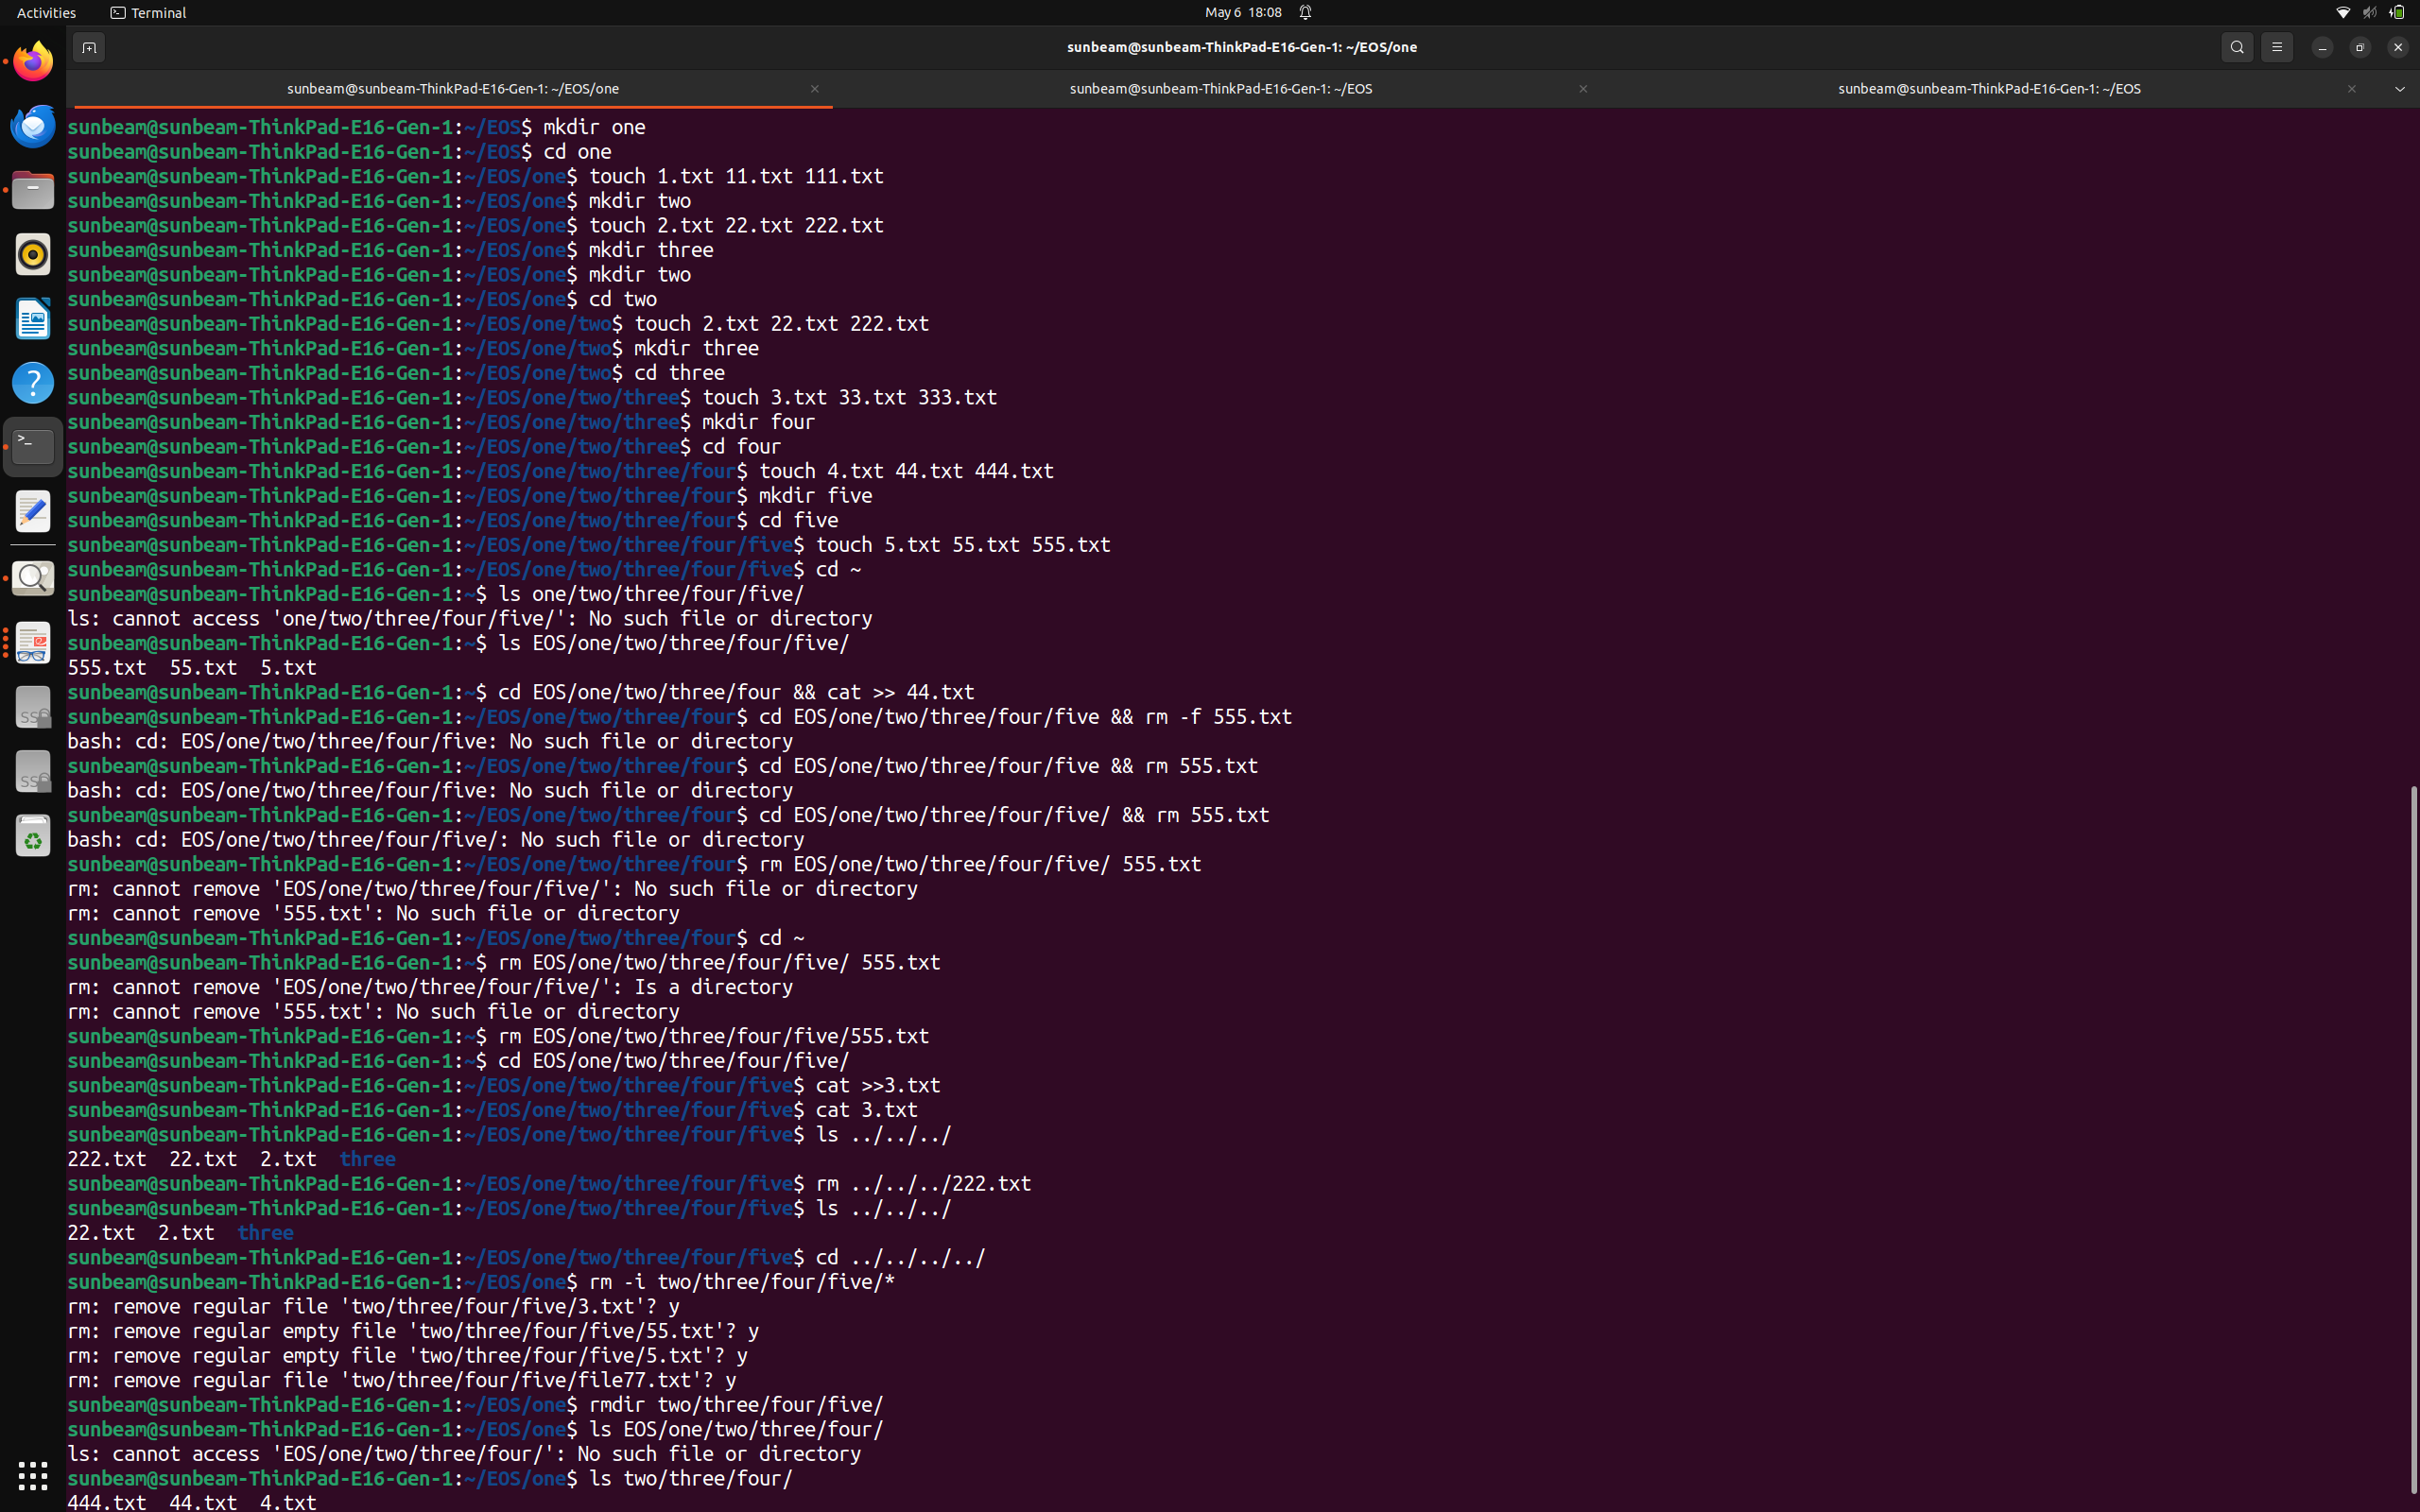 Activities
Terminal
May 6 18:08
sunbeam@sunbeam-ThinkPad-E16-Gen-1: ~/EOS/one
sunbeam@sunbeam-ThinkPad-E16-Gen-1: ~/EOS/one
sunbeam@sunbeam-ThinkPad-E16-Gen-1: ~/EOS
sunbeam@sunbeam-ThinkPad-E16-Gen-1: ~/EOS
sunbeam@sunbeam-ThinkPad-E16-Gen-1:~/EOS$ mkdir one
sunbeam@sunbeam-ThinkPad-E16-Gen-1:~/EOS$ cd one
sunbeam@sunbeam-ThinkPad-E16-Gen-1:~/EOS/one$ touch 1.txt 11.txt 111.txt
sunbeam@sunbeam-ThinkPad-E16-Gen-1:~/EOS/one$ mkdir two
sunbeam@sunbeam-ThinkPad-E16-Gen-1:~/EOS/one$ touch 2.txt 22.txt 222.txt
sunbeam@sunbeam-ThinkPad-E16-Gen-1:~/EOS/one$ mkdir three
sunbeam@sunbeam-ThinkPad-E16-Gen-1:~/EOS/one$ mkdir two
sunbeam@sunbeam-ThinkPad-E16-Gen-1:~/EOS/one$ cd two
sunbeam@sunbeam-ThinkPad-E16-Gen-1:~/EOS/one/two$ touch 2.txt 22.txt 222.txt
sunbeam@sunbeam-ThinkPad-E16-Gen-1:~/EOS/one/two$ mkdir three
sunbeam@sunbeam-ThinkPad-E16-Gen-1:~/EOS/one/two$ cd three
sunbeam@sunbeam-ThinkPad-E16-Gen-1:~/EOS/one/two/three$ touch 3.txt 33.txt 333.txt
sunbeam@sunbeam-ThinkPad-E16-Gen-1:~/EOS/one/two/three$ mkdir four
sunbeam@sunbeam-ThinkPad-E16-Gen-1:~/EOS/one/two/three$ cd four
sunbeam@sunbeam-ThinkPad-E16-Gen-1:~/EOS/one/two/three/four$ touch 4.txt 44.txt 444.txt
sunbeam@sunbeam-ThinkPad-E16-Gen-1:~/EOS/one/two/three/four$ mkdir five
sunbeam@sunbeam-ThinkPad-E16-Gen-1:~/EOS/one/two/three/four$ cd five
sunbeam@sunbeam-ThinkPad-E16-Gen-1:~/EOS/one/two/three/four/five$ touch 5.txt 55.txt 555.txt
sunbeam@sunbeam-ThinkPad-E16-Gen-1:~/EOS/one/two/three/four/five$ cd ~
sunbeam@sunbeam-ThinkPad-E16-Gen-1:~$ ls one/two/three/four/five/
ls: cannot access 'one/two/three/four/five/': No such file or directory
sunbeam@sunbeam-ThinkPad-E16-Gen-1:~$ ls EOS/one/two/three/four/five/
555.txt  55.txt  5.txt
sunbeam@sunbeam-ThinkPad-E16-Gen-1:~$ cd EOS/one/two/three/four && cat >> 44.txt
sunbeam@sunbeam-ThinkPad-E16-Gen-1:~/EOS/one/two/three/four$ cd EOS/one/two/three/four/five && rm -f 555.txt
bash: cd: EOS/one/two/three/four/five: No such file or directory
sunbeam@sunbeam-ThinkPad-E16-Gen-1:~/EOS/one/two/three/four$ cd EOS/one/two/three/four/five && rm 555.txt
bash: cd: EOS/one/two/three/four/five: No such file or directory
sunbeam@sunbeam-ThinkPad-E16-Gen-1:~/EOS/one/two/three/four$ cd EOS/one/two/three/four/five/ && rm 555.txt
bash: cd: EOS/one/two/three/four/five/: No such file or directory
sunbeam@sunbeam-ThinkPad-E16-Gen-1:~/EOS/one/two/three/four$ rm EOS/one/two/three/four/five/ 555.txt
rm: cannot remove 'EOS/one/two/three/four/five/': No such file or directory
rm: cannot remove '555.txt': No such file or directory
sunbeam@sunbeam-ThinkPad-E16-Gen-1:~/EOS/one/two/three/four$ cd ~
sunbeam@sunbeam-ThinkPad-E16-Gen-1:~$ rm EOS/one/two/three/four/five/ 555.txt
rm: cannot remove 'EOS/one/two/three/four/five/': Is a directory
rm: cannot remove '555.txt': No such file or directory
sunbeam@sunbeam-ThinkPad-E16-Gen-1:~$ rm EOS/one/two/three/four/five/555.txt
sunbeam@sunbeam-ThinkPad-E16-Gen-1:~$ cd EOS/one/two/three/four/five/
sunbeam@sunbeam-ThinkPad-E16-Gen-1:~/EOS/one/two/three/four/five$ cat >>3.txt
sunbeam@sunbeam-ThinkPad-E16-Gen-1:~/EOS/one/two/three/four/five$ cat 3.txt
sunbeam@sunbeam-ThinkPad-E16-Gen-1:~/EOS/one/two/three/four/five$ ls ../../../
222.txt  22.txt  2.txt  three
sunbeam@sunbeam-ThinkPad-E16-Gen-1:~/EOS/one/two/three/four/five$ rm ../../../222.txt
sunbeam@sunbeam-ThinkPad-E16-Gen-1:~/EOS/one/two/three/four/five$ ls ../../../
22.txt  2.txt  three
sunbeam@sunbeam-ThinkPad-E16-Gen-1:~/EOS/one/two/three/four/five$ cd ../../../../
sunbeam@sunbeam-ThinkPad-E16-Gen-1:~/EOS/one$ rm -i two/three/four/five/*
rm: remove regular file 'two/three/four/five/3.txt'? y
rm: remove regular empty file 'two/three/four/five/55.txt'? y
rm: remove regular empty file 'two/three/four/five/5.txt'? y
rm: remove regular file 'two/three/four/five/file77.txt'? y
sunbeam@sunbeam-ThinkPad-E16-Gen-1:~/EOS/one$ rmdir two/three/four/five/
sunbeam@sunbeam-ThinkPad-E16-Gen-1:~/EOS/one$ ls EOS/one/two/three/four/
ls: cannot access 'EOS/one/two/three/four/': No such file or directory
sunbeam@sunbeam-ThinkPad-E16-Gen-1:~/EOS/one$ ls two/three/four/
444.txt  44.txt  4.txt